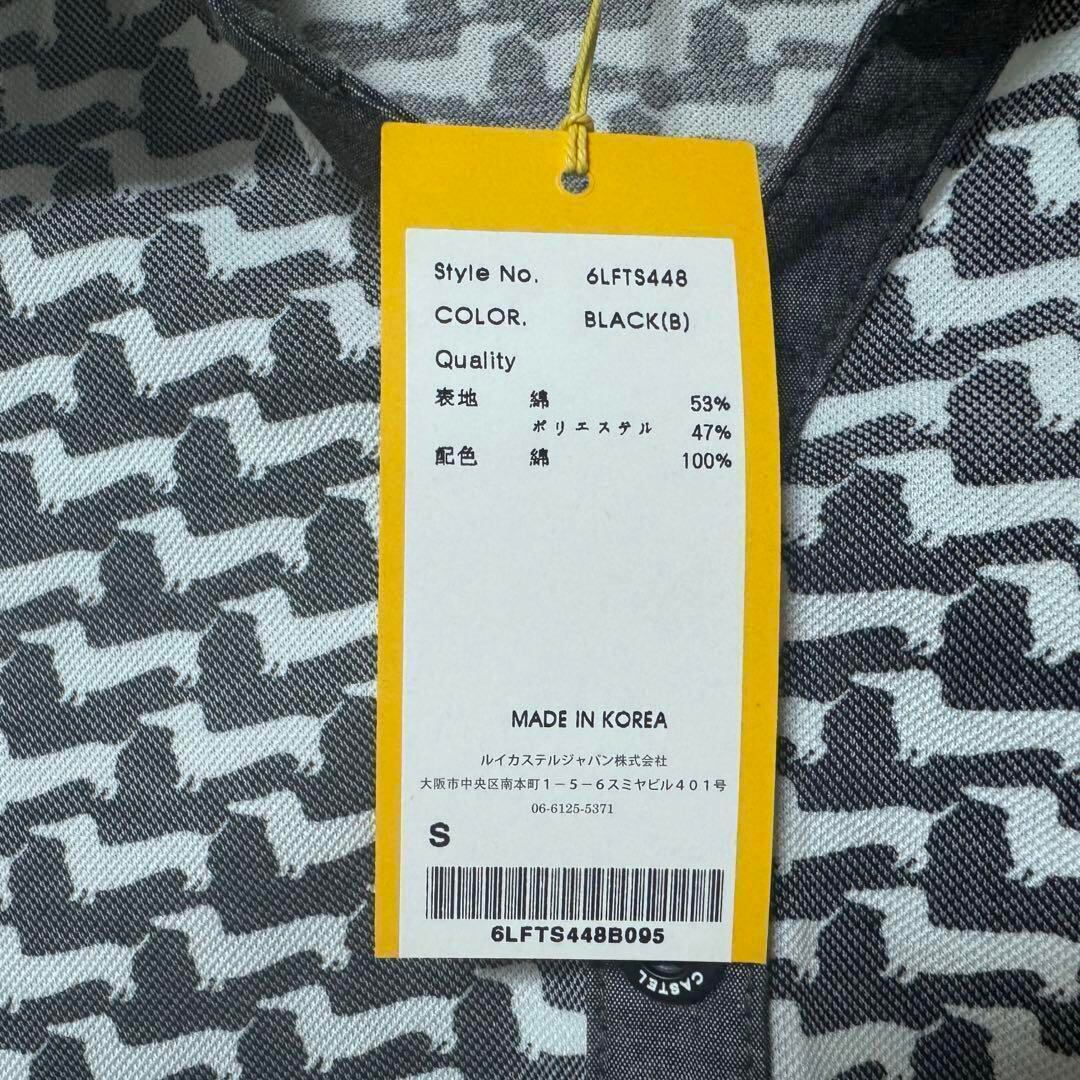 Style No. 6LFTS448
COLOR. BLACK(B)
Quality
表地 綿 53%
ポリエステル 47%
配色 綿 100%
MADE IN KOREA
ルイカステルジャパン株式会社
大阪市中央区南本町1-5-6スミヤビル401号
06-6125-5371
S
6LFTS448B095
CASTEL